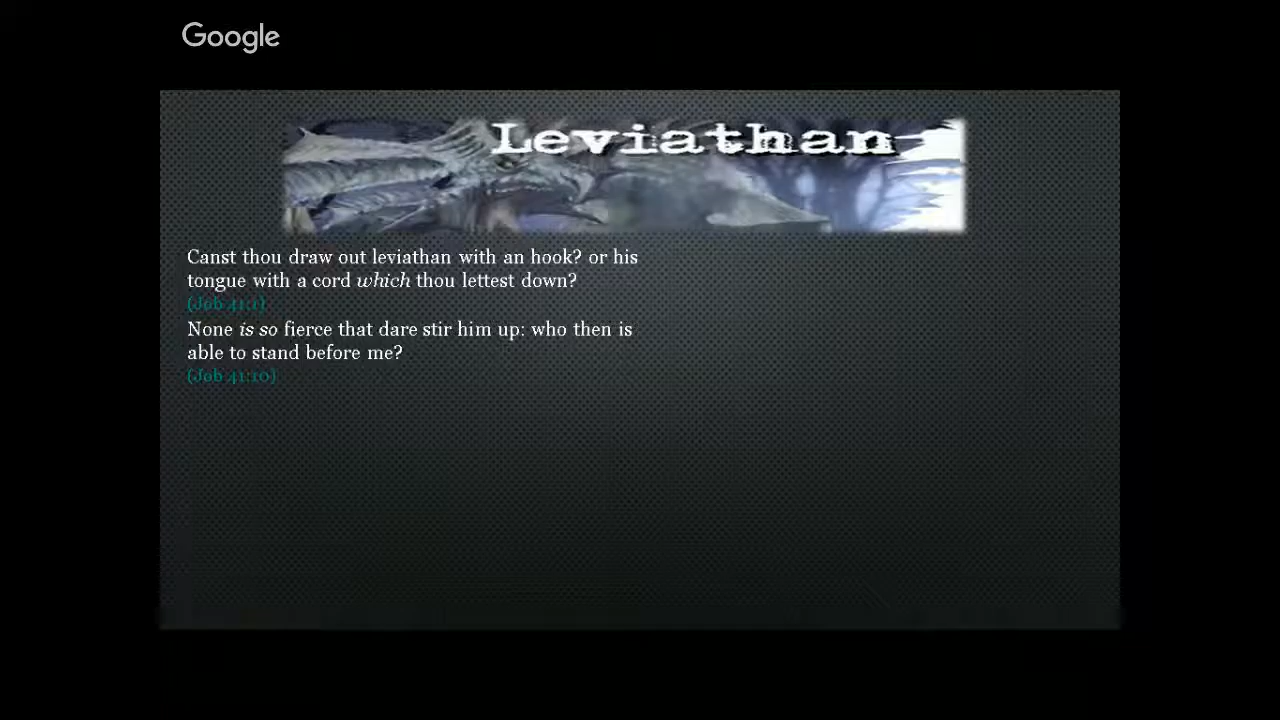 Google
Leviathan
Canst thou draw out leviathan with an hook? or his
tongue with a cord which thou lettest down?
(Job 41:1)
None is so fierce that dare stir him up: who then is
able to stand before me?
(Job 41:10)